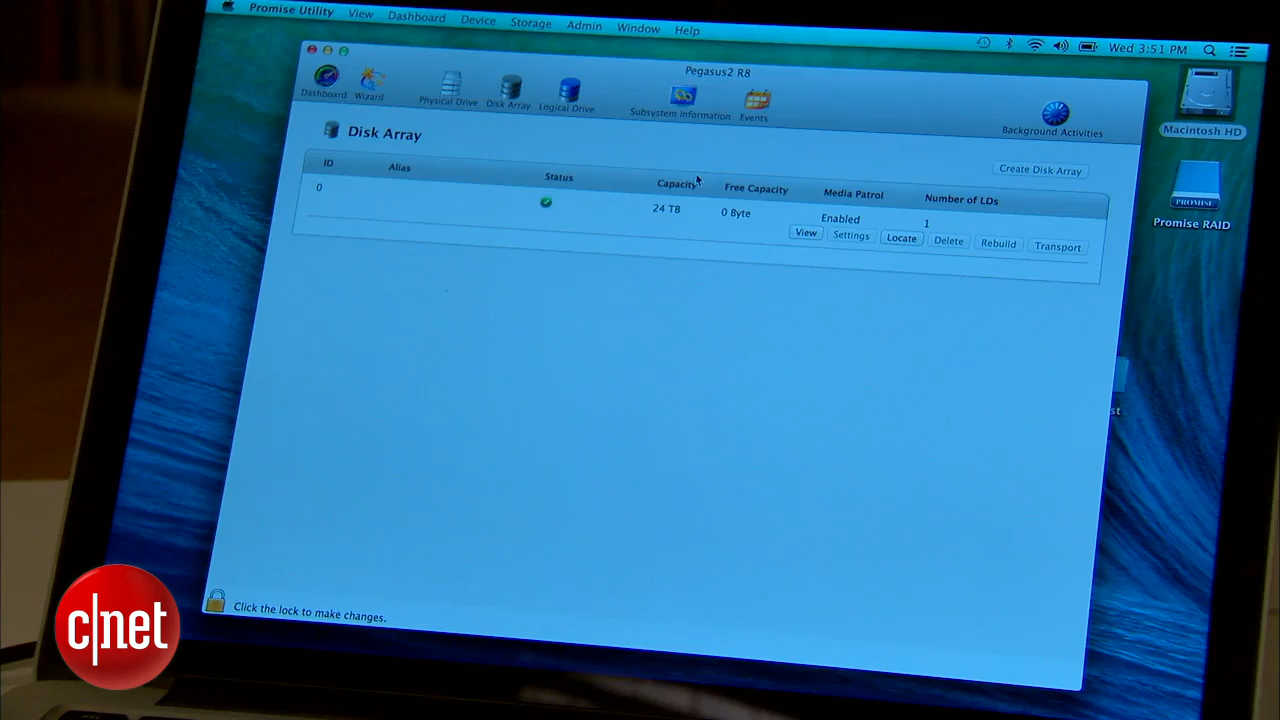 Promise Utility View Dashboard Device Storage Admin Window Help Wed 3:51 PM
Pegasus2 R8
Dashboard Wizard Physical Drive Disk Array Logical Drive Subsystem Information Events Background Activities
Macintosh HD
Disk Array
Create Disk Array
ID Alias Status Capacity Free Capacity Media Patrol Number of LDs
0 24 TB 0 Byte Enabled 1
View Settings Locate Delete Rebuild Transport
PROMISE
Promise RAID
st
Click the lock to make changes.
c|net